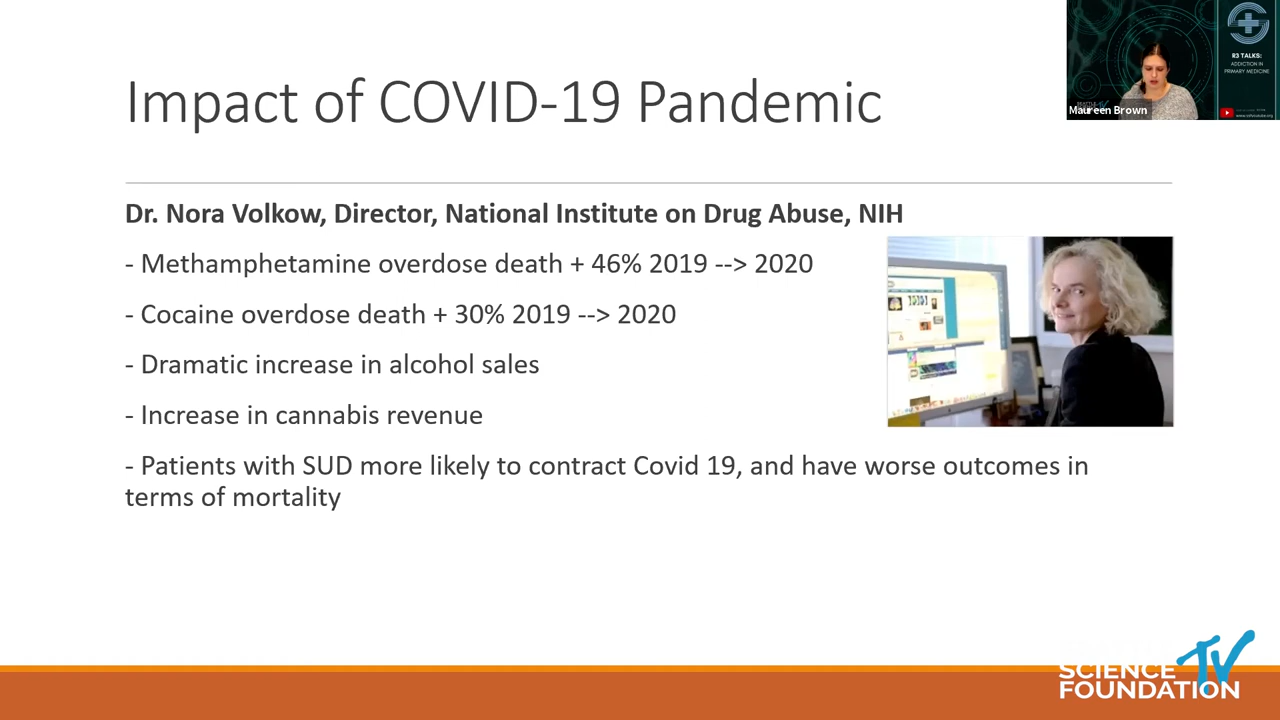 Impact of COVID-19 Pandemic
R3 TALKS:
ADDICTION IN
PRIMARY MEDICINE
Maureen Brown
Dr. Nora Volkow, Director, National Institute on Drug Abuse, NIH
- Methamphetamine overdose death + 46% 2019 --> 2020
- Cocaine overdose death + 30% 2019 --> 2020
- Dramatic increase in alcohol sales
- Increase in cannabis revenue
- Patients with SUD more likely to contract Covid 19, and have worse outcomes in
terms of mortality
SCIENCE TV
FOUNDATION